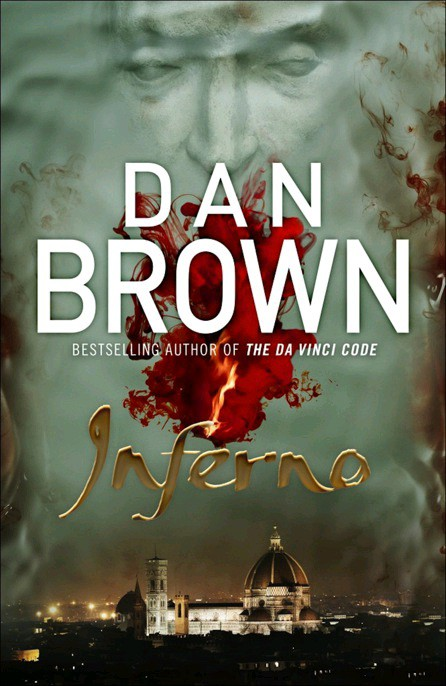 DAN
BROWN
BESTSELLING AUTHOR OF THE DA VINCI CODE
Inferno